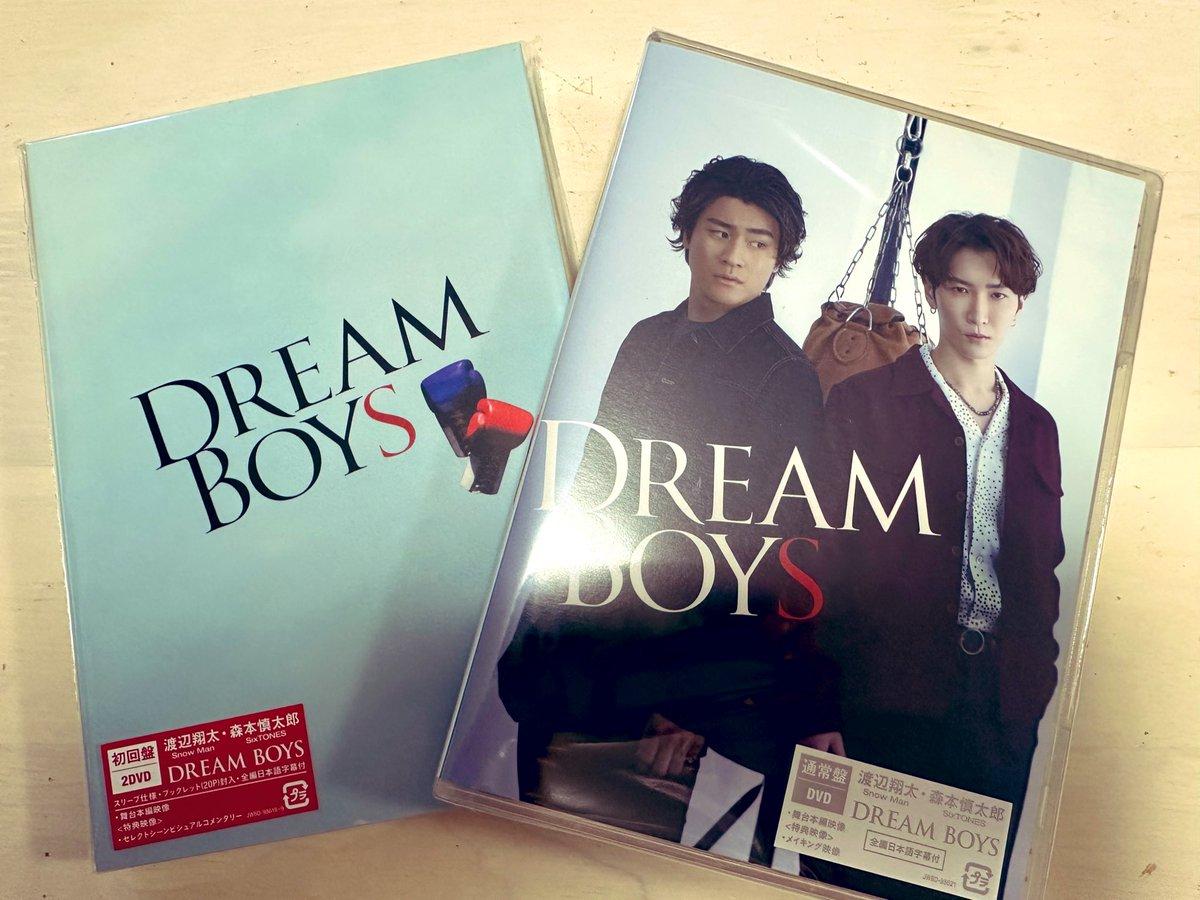 DREAM
BOYS
初回盤
2DVD
渡辺翔太・森本慎太郎
Snow Man
SixTONES
DREAM BOYS
スリーブ仕様・ブックレット(20P)封入・全編日本語字幕付
・舞台本編映像
<特典映像>
・セレクトシーンビジュアルコメンタリー
プラ
DREAM
BOYS
通常盤
DVD
渡辺翔太・森本慎太郎
Snow Man
SixTONES
DREAM BOYS
・舞台本編映像
<特典映像>
・メイキング映像
全編日本語字幕付
プラ